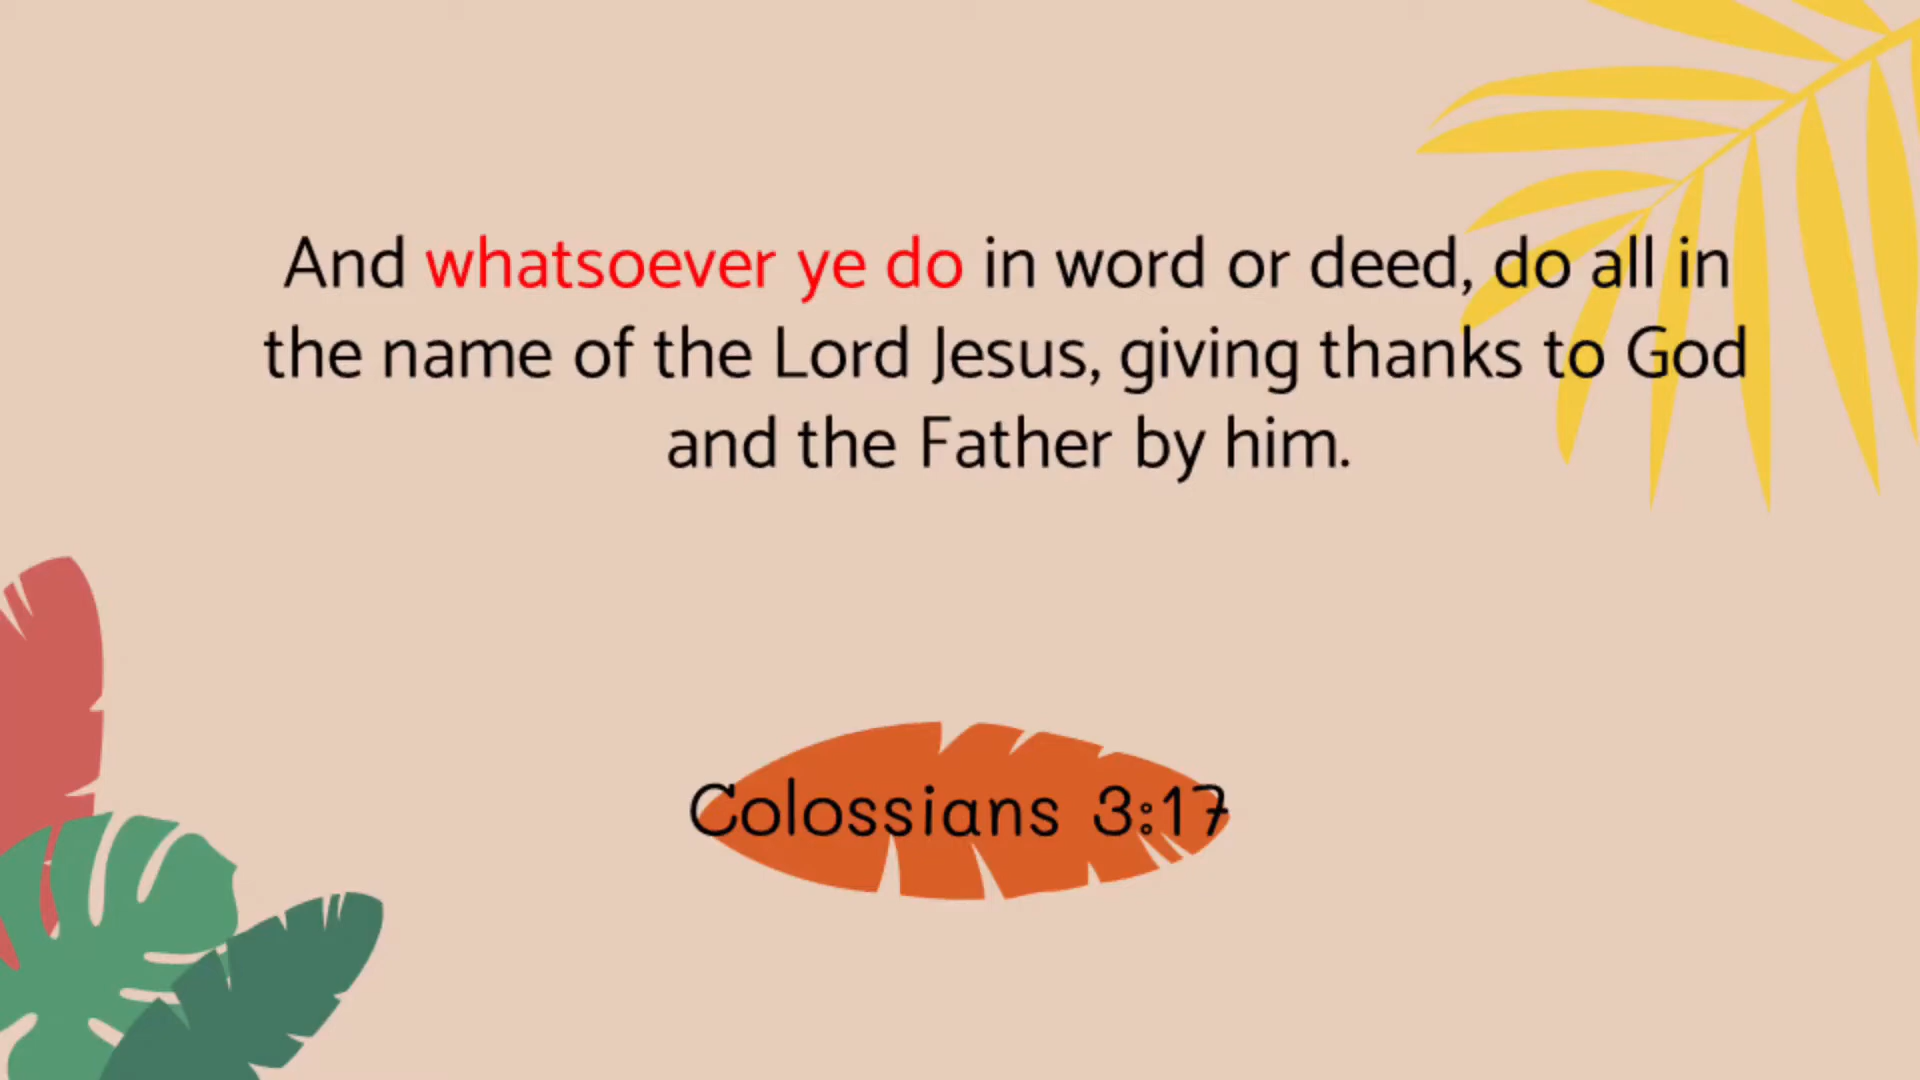 And whatsoever ye do in word or deed, do all in
the name of the Lord Jesus, giving thanks to God
and the Father by him.
Colossians 3:17